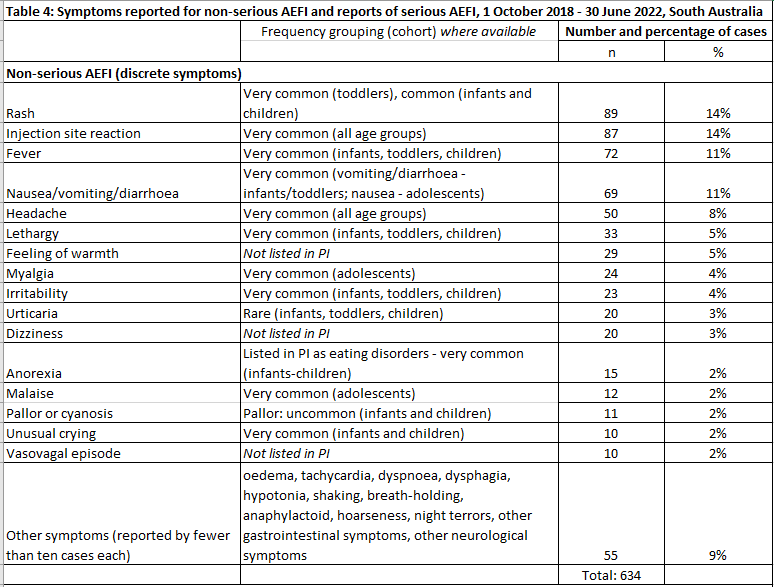 Table 4: Symptoms reported for non-serious AEFI and reports of serious AEFI, 1 October 2018 - 30 June 2022, South Australia
Frequency grouping (cohort) where available Number and percentage of cases
n %
Non-serious AEFI (discrete symptoms)
Very common (toddlers), common (infants and
Rash children) 89 14%
Injection site reaction Very common (all age groups) 87 14%
Fever Very common (infants, toddlers, children) 72 11%
Very common (vomiting/diarrhoea -
Nausea/vomiting/diarrhoea infants/toddlers; nausea - adolescents) 69 11%
Headache Very common (all age groups) 50 8%
Lethargy Very common (infants, toddlers, children) 33 5%
Feeling of warmth Not listed in PI 29 5%
Myalgia Very common (adolescents) 24 4%
Irritability Very common (infants, toddlers, children) 23 4%
Urticaria Rare (infants, toddlers, children) 20 3%
Dizziness Not listed in PI 20 3%
Listed in PI as eating disorders - very common
Anorexia (infants-children) 15 2%
Malaise Very common (adolescents) 12 2%
Pallor or cyanosis Pallor: uncommon (infants and children) 11 2%
Unusual crying Very common (infants and children) 10 2%
Vasovagal episode Not listed in PI 10 2%
oedema, tachycardia, dyspnoea, dysphagia,
hypotonia, shaking, breath-holding,
anaphylactoid, hoarseness, night terrors, other
Other symptoms (reported by fewer gastrointestinal symptoms, other neurological
than ten cases each) symptoms 55 9%
Total: 634